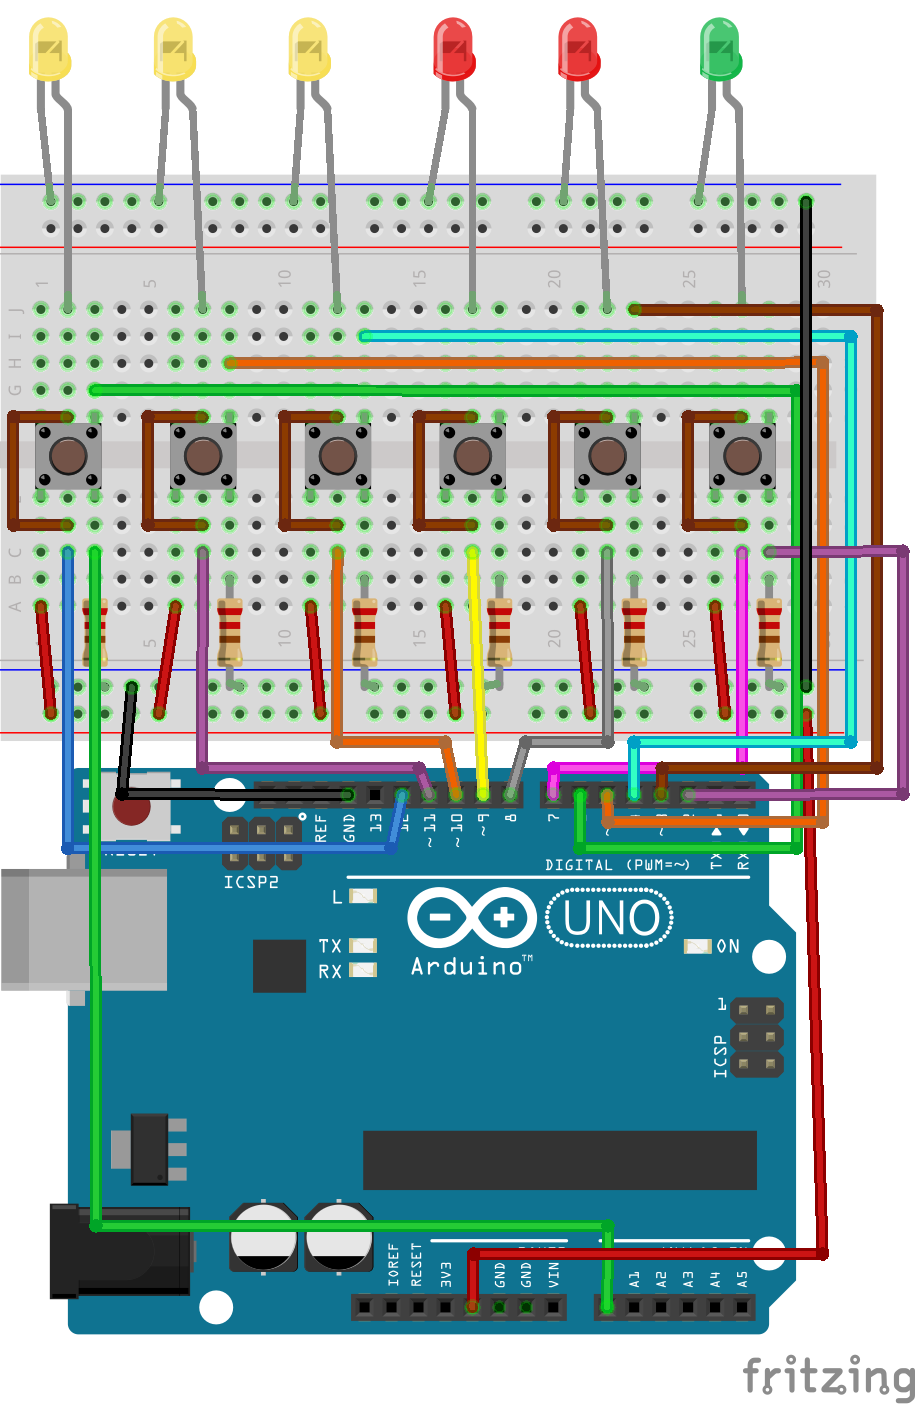 1 5 10 15 20 25 30
J
I
H
G
C
B
A
5 10 15 20 25
REF
GND
13
12
~11
~10
~9
8
7
ICSP2
DIGITAL (PWM=~)
TX
RX
L
TX
RX
UNO
ON
Arduino™
1
ICSP
IOREF
RESET
3V3
GND
GND
VIN
A1
A2
A3
A4
A5
fritzing